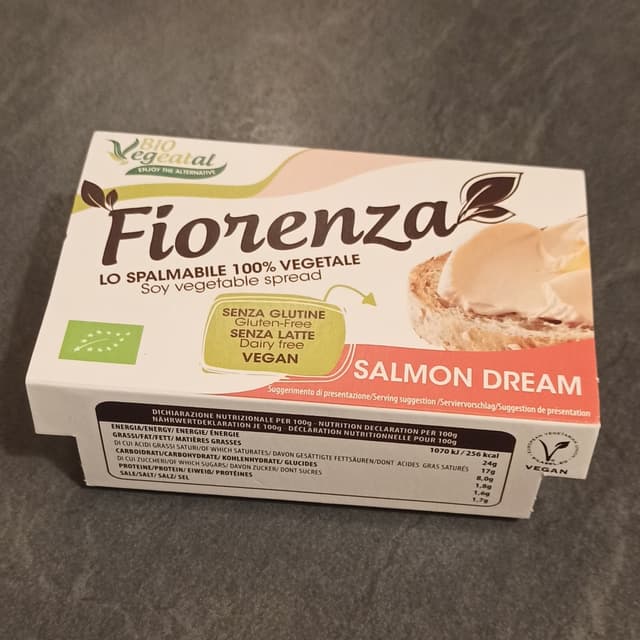 BIO
Vegeatal
ENJOY THE ALTERNATIVE
Fiorenza
LO SPALMABILE 100% VEGETALE
Soy vegetable spread
SENZA GLUTINE
Gluten-Free
SENZA LATTE
Dairy free
VEGAN
SALMON DREAM
Suggerimento di presentazione/Serving suggestion /Serviervorschlag/Suggestion de presentation
DICHIARAZIONE NUTRIZIONALE PER 100g - NUTRITION DECLARATION PER 100g
NÄHRWERTDEKLARATION JE 100g - DÉCLARATION NUTRITIONNELLE POUR 100g
ENERGIA/ENERGY ENERGIE/ ENERGIE 1070 kJ / 256 kcal
GRASSI/FAT/FETT/ MATIÈRES GRASSES 24g
DI CUI ACIDI GRASSI SATURI/OF WHICH SATURATES/ DAVON GESÄTTIGTE FETTSÄUREN/DONT ACIDES GRAS SATURÉS 17g
CARBOIDRATI/CARBOHYDRATE/ KOHLENHYDRATE/ GLUCIDES 8,0g
DI CUI ZUCCHERI/OF WHICH SUGARS/ DAVON ZUCKER/ DONT SUCRES 1,8g
PROTEINE/PROTEIN/ EIWEIß/ PROTÉINES 1,6g
SALE/SALT/ SALZ/ SEL 1,7g
VEGAN